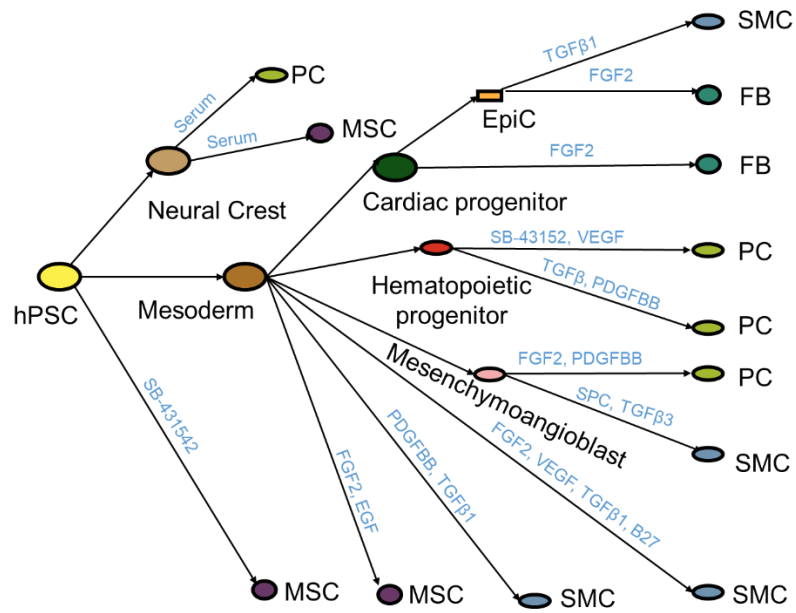 SMC
TGFβ1
PC
FGF2
FB
Serum
MSC
EpiC
Serum
FGF2
FB
Cardiac progenitor
Neural Crest
SB-43152, VEGF
PC
TGFβ, PDGFBB
hPSC
Mesoderm
Hematopoietic
progenitor
PC
FGF2, PDGFBB
PC
Mesenchymoangioblast
SPC, TGFβ3
SMC
SB-431542
FGF2, EGF
PDGFBB, TGFβ1
FGF2, VEGF, TGFβ1, B27
MSC
MSC
SMC
SMC